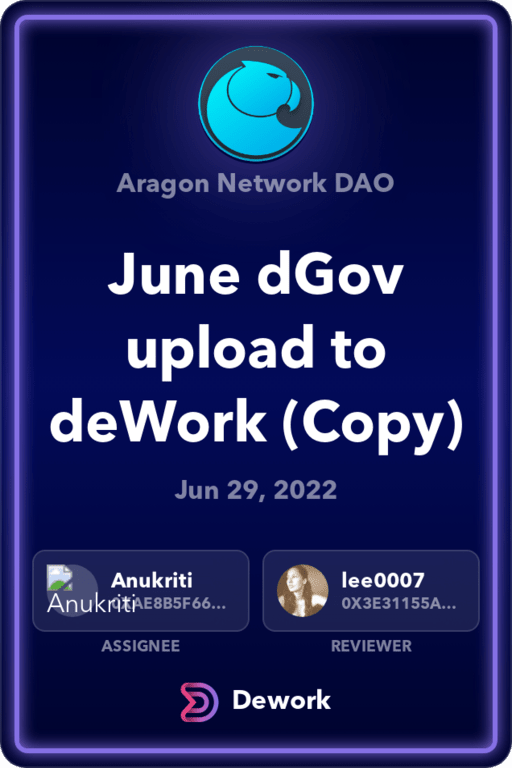 Aragon Network DAO
June dGov
upload to
deWork (Copy)
Jun 29, 2022
Anukriti
Anukriti AE8B5F66...
ASSIGNEE
lee0007
0X3E31155A...
REVIEWER
Dework